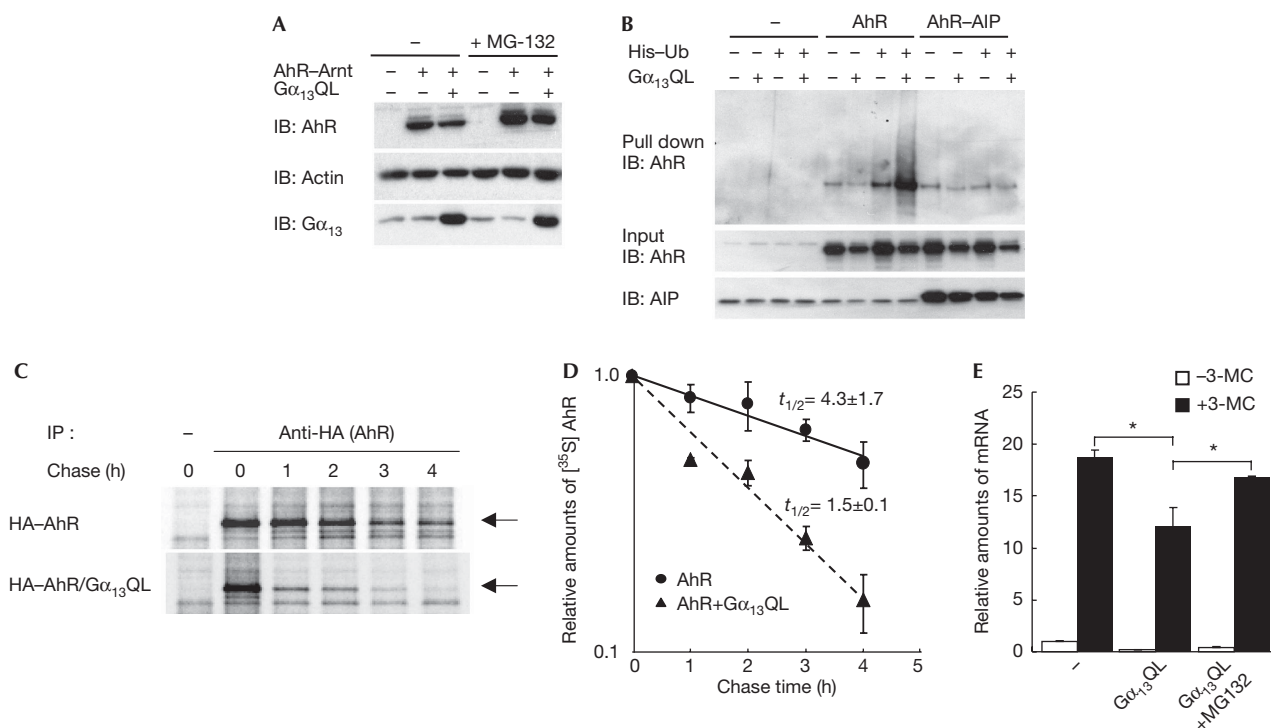 A
– + MG-132
AhR–Arnt – + + – + +
Gα₁₃QL + +
IB: AhR
IB: Actin
IB: Gα₁₃
B
– AhR AhR–AIP
His–Ub – – + + – – + + – – + +
Gα₁₃QL – + – + – + – + – + – +
Pull down
IB: AhR
Input
IB: AhR
IB: AIP
C
IP : – Anti-HA (AhR)
Chase (h) 0 0 1 2 3 4
HA–AhR
HA–AhR/Gα₁₃QL
D
Relative amounts of [³⁵S] AhR
1.0
0.1
t₁/₂= 4.3±1.7
t₁/₂= 1.5±0.1
AhR
AhR+Gα₁₃QL
0 1 2 3 4 5
Chase time (h)
E
–3-MC
+3-MC
Relative amounts of mRNA
25
20
15
10
5
0
* *
–
Gα₁₃QL
Gα₁₃QL
+MG132